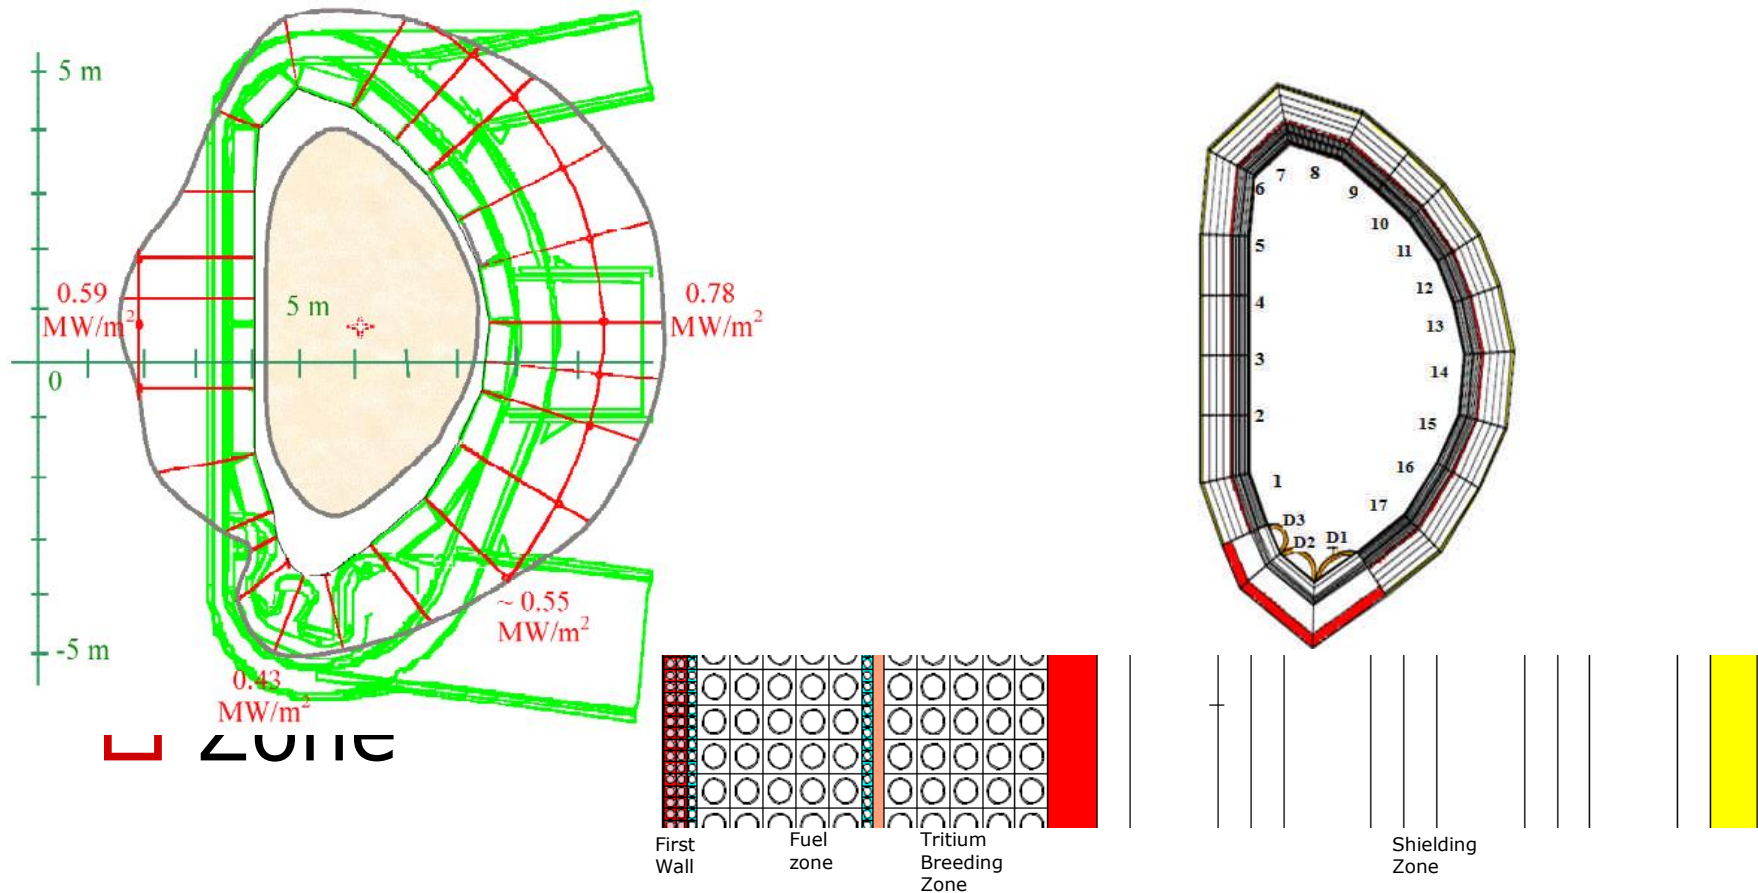 5 m
0.59
MW/m²
5 m
0.78
MW/m²
0
~ 0.55
MW/m²
-5 m
0.43
MW/m²
6
7
8
9
10
5
11
4
12
13
3
14
2
15
16
1
17
D3
D2
D1
zone
First
Wall
Fuel
zone
Tritium
Breeding
Zone
Shielding
Zone